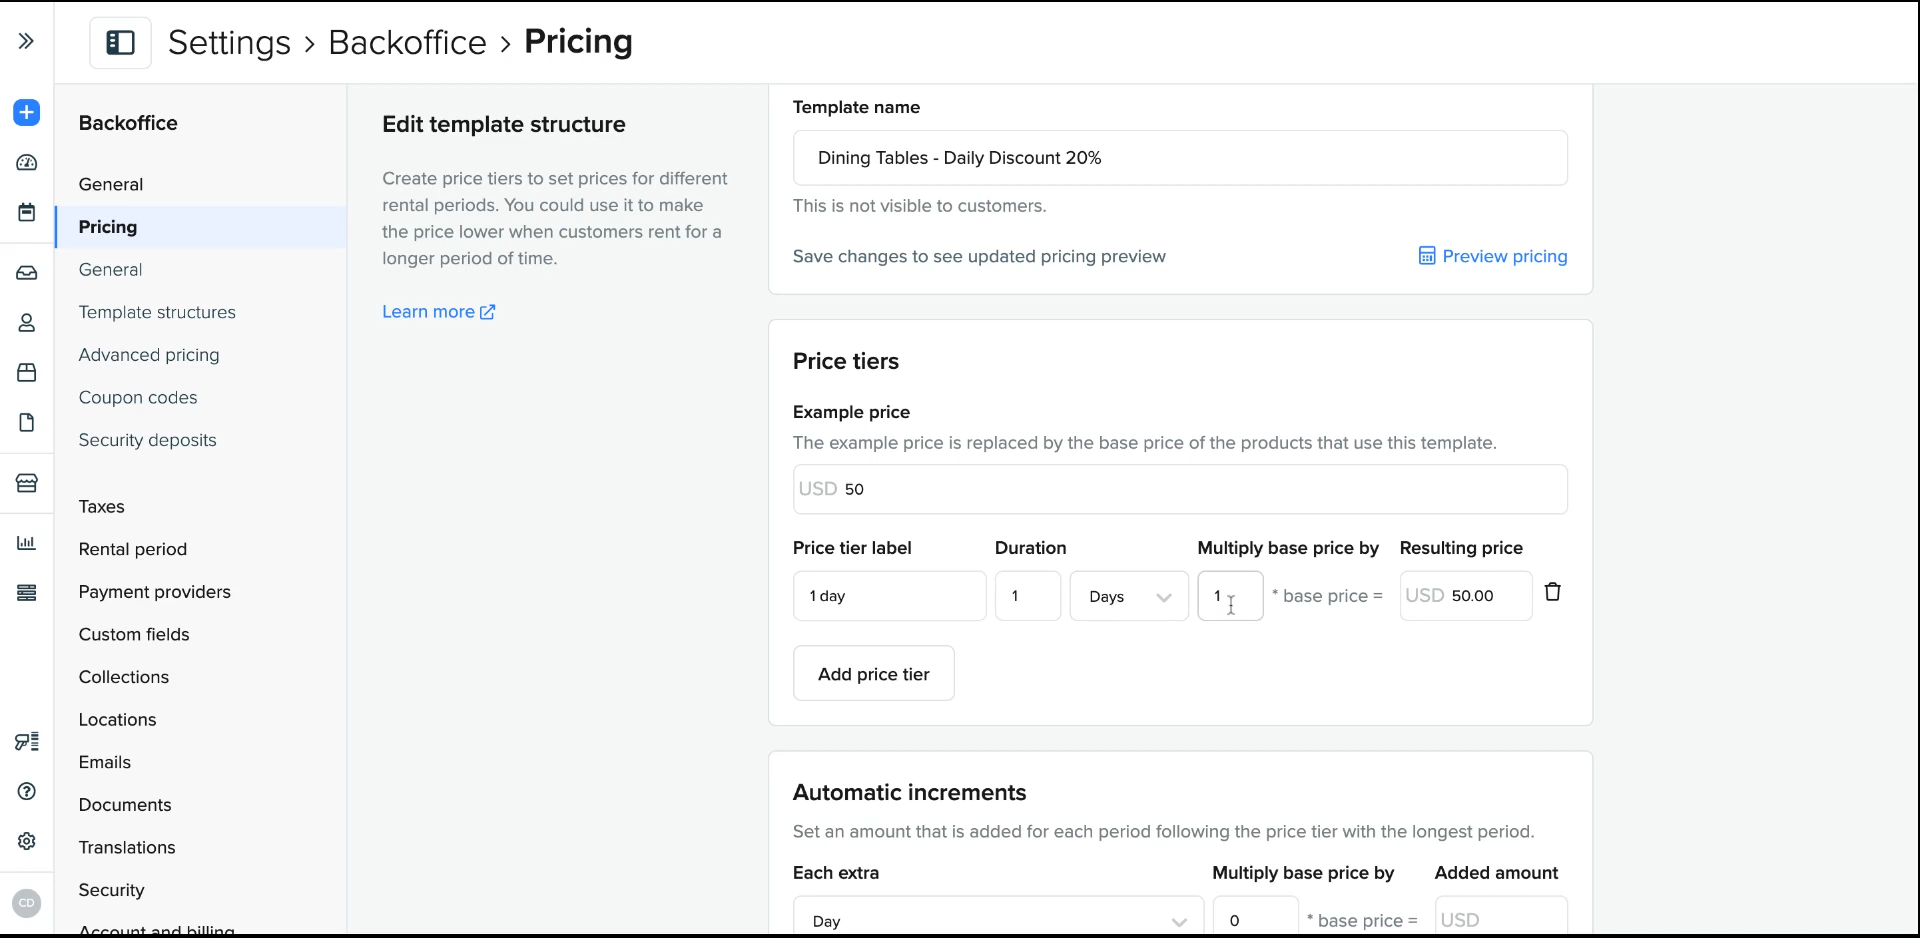 Settings > Backoffice > Pricing
Backoffice
General
Pricing
General
Template structures
Advanced pricing
Coupon codes
Security deposits
Taxes
Rental period
Payment providers
Custom fields
Collections
Locations
Emails
Documents
Translations
Security
Account and billing
CD
Edit template structure
Create price tiers to set prices for different
rental periods. You could use it to make
the price lower when customers rent for a
longer period of time.
Learn more
Template name
Dining Tables - Daily Discount 20%
This is not visible to customers.
Save changes to see updated pricing preview
Preview pricing
Price tiers
Example price
The example price is replaced by the base price of the products that use this template.
USD 50
Price tier label Duration Multiply base price by Resulting price
1 day 1 Days 1 * base price = USD 50.00
Add price tier
Automatic increments
Set an amount that is added for each period following the price tier with the longest period.
Each extra Multiply base price by Added amount
Day 0 * base price = USD